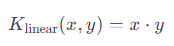 K_linear(x, y) = x · y